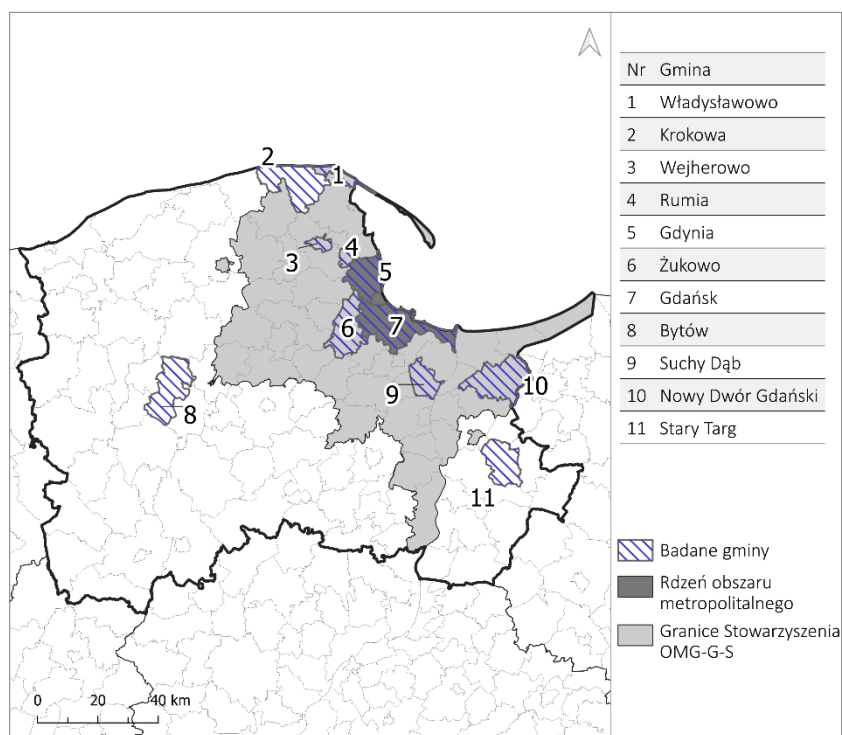 Nr Gmina
1 Władysławowo
2 Krokowa
3 Wejherowo
4 Rumia
5 Gdynia
6 Żukowo
7 Gdańsk
8 Bytów
9 Suchy Dąb
10 Nowy Dwór Gdański
11 Stary Targ
2
1
4
3
5
6
7
9
10
8
11
Badane gminy
Rdzeń obszaru
metropolitalnego
Granice Stowarzyszenia
OMG-G-S
0 20 40 km